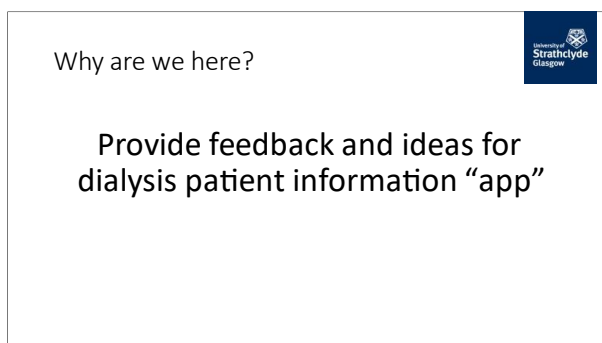 Why are we here?
University of
Strathclyde
Glasgow
Provide feedback and ideas for
dialysis patient information “app”